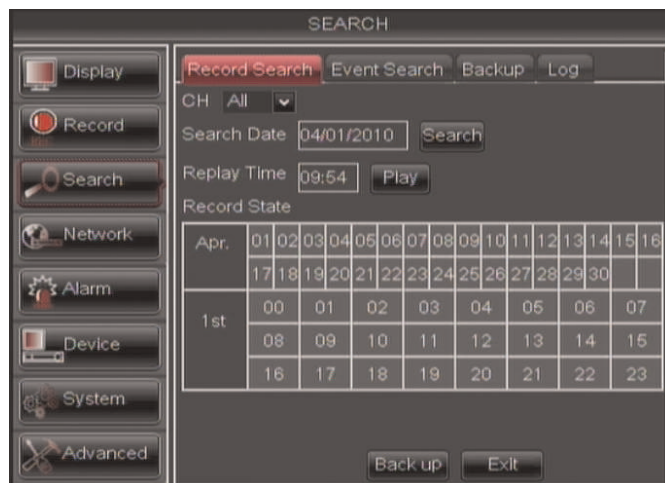 SEARCH
Display
Record
Search
Network
Alarm
Device
System
Advanced
Record Search Event Search Backup Log
CH All
Search Date 04/01/2010 Search
Replay Time 09:54 Play
Record State
Apr. 01 02 03 04 05 06 07 08 09 10 11 12 13 14 15 16
17 18 19 20 21 22 23 24 25 26 27 28 29 30
1st 00 01 02 03 04 05 06 07
08 09 10 11 12 13 14 15
16 17 18 19 20 21 22 23
Back up Exit